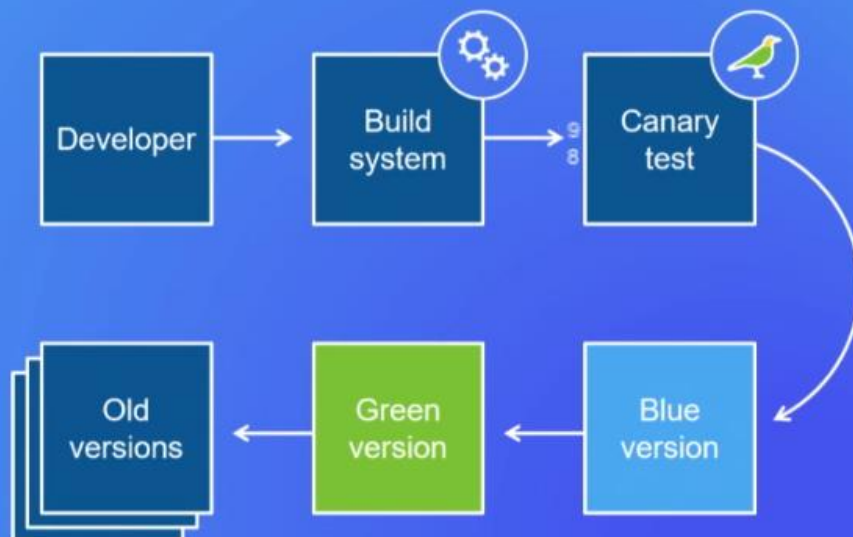 Developer
Build
system
Canary
test
Blue
version
Green
version
Old
versions